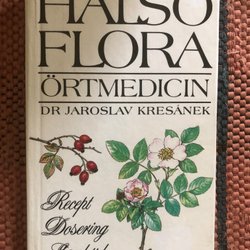 HÄLSO
FLORA
ÖRTMEDICIN
DR JAROSLAV KRESÁNEK
Recept
Dosering